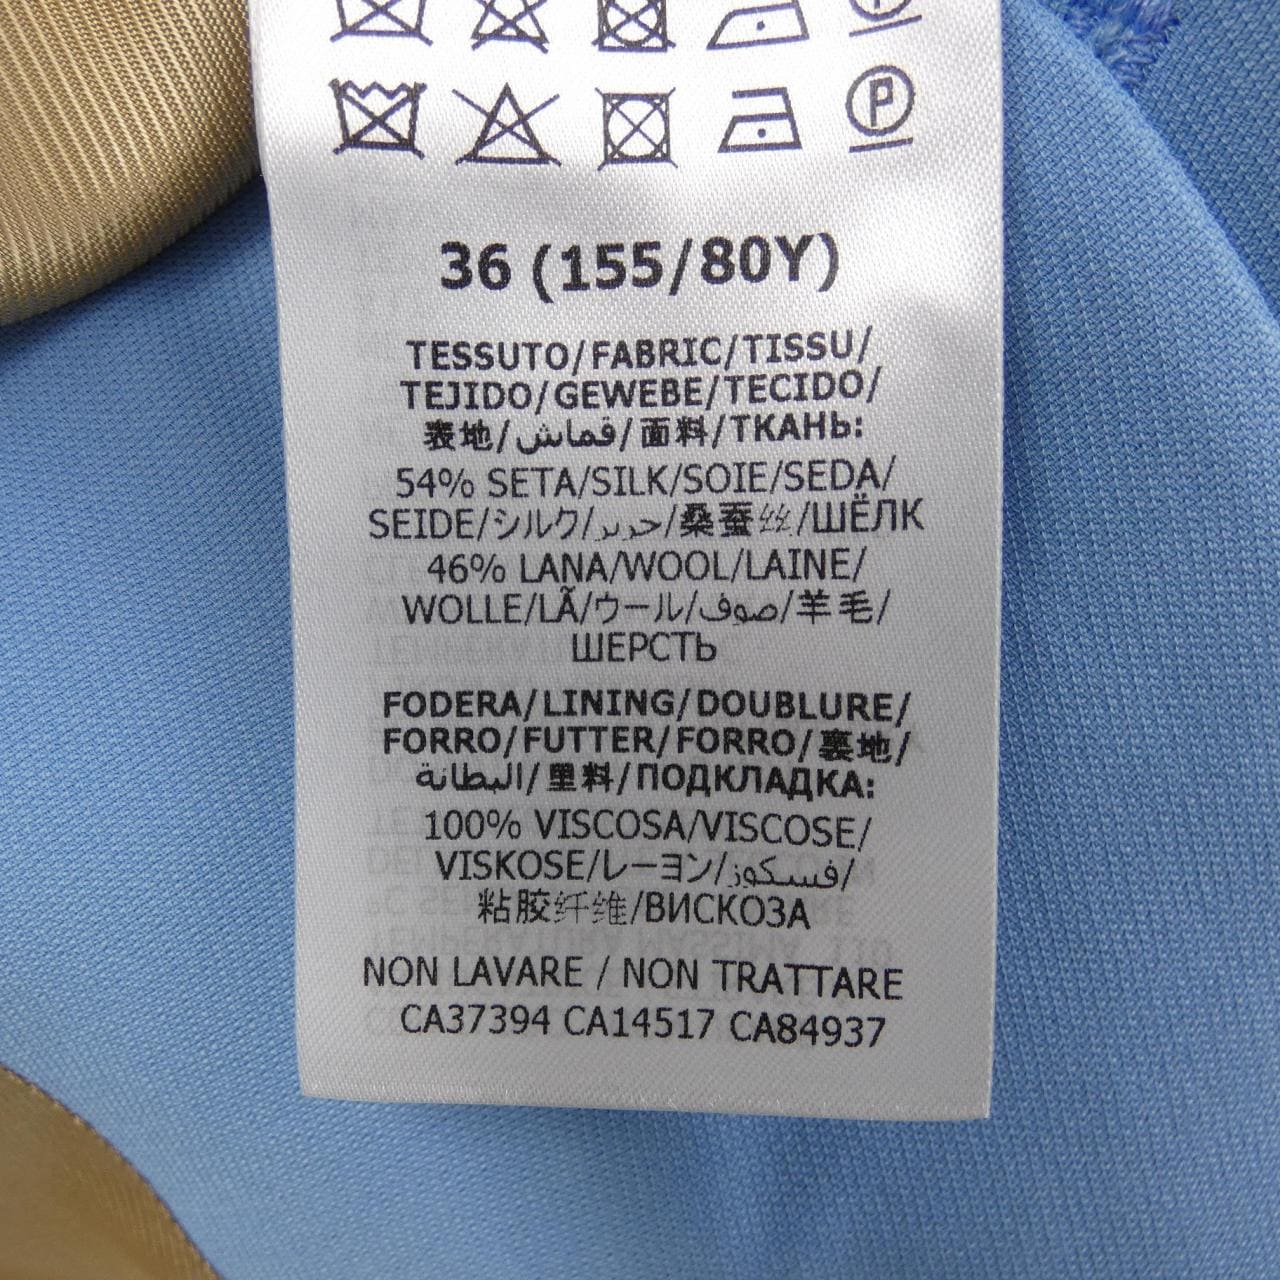 P
36 (155/80Y)
TESSUTO/FABRIC/TISSU/
TEJIDO/GEWEBE/TECIDO/
表地/قماش/面料/ТКАНЬ:
54% SETA/SILK/SOIE/SEDA/
SEIDE/シルク/حرير/桑蚕丝/ШЁЛК
46% LANA/WOOL/LAINE/
WOLLE/LÃ/ウール/صوف/羊毛/
ШЕРСТЬ
FODERA/LINING/DOUBLURE/
FORRO/FUTTER/FORRO/裏地/
البطانة/里料/ПОДКЛАДКА:
100% VISCOSA/VISCOSE/
VISKOSE/レーヨン/فسكوز/
粘胶纤维/ВИСКОЗА
NON LAVARE / NON TRATTARE
CA37394 CA14517 CA84937